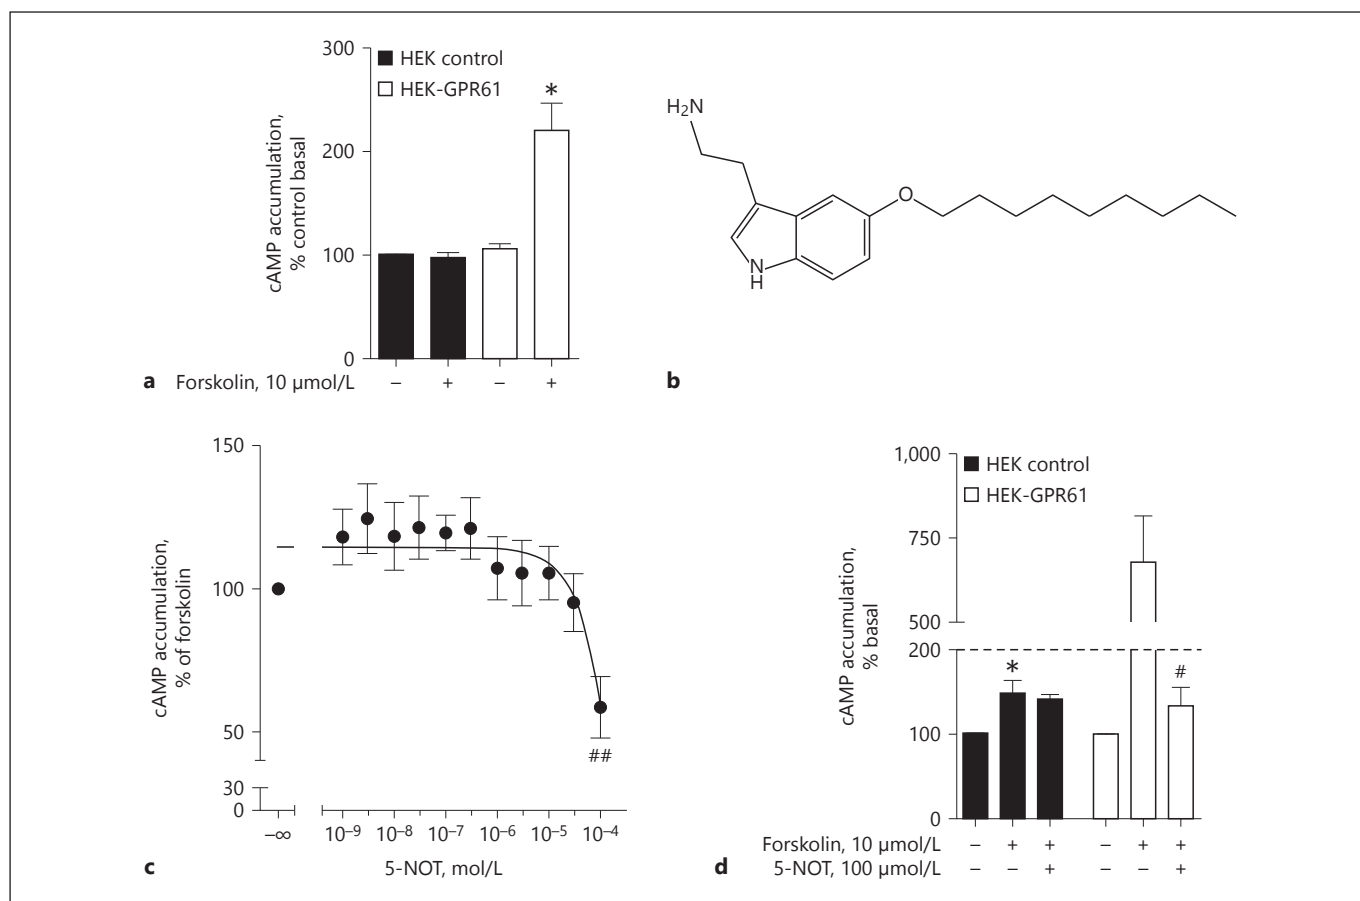 300
200
100
0
cAMP accumulation,
% control basal
HEK control
HEK-GPR61
*
a Forskolin, 10 µmol/L – + – +
H₂N
O
N
H
b
150
100
50
30
0
cAMP accumulation,
% of forskolin
##
–∞ 10⁻⁹ 10⁻⁸ 10⁻⁷ 10⁻⁶ 10⁻⁵ 10⁻⁴
c 5-NOT, mol/L
1,000
750
500
200
100
0
cAMP accumulation,
% basal
HEK control
HEK-GPR61
*
#
Forskolin, 10 µmol/L – + + – + +
d 5-NOT, 100 µmol/L – – + – – +